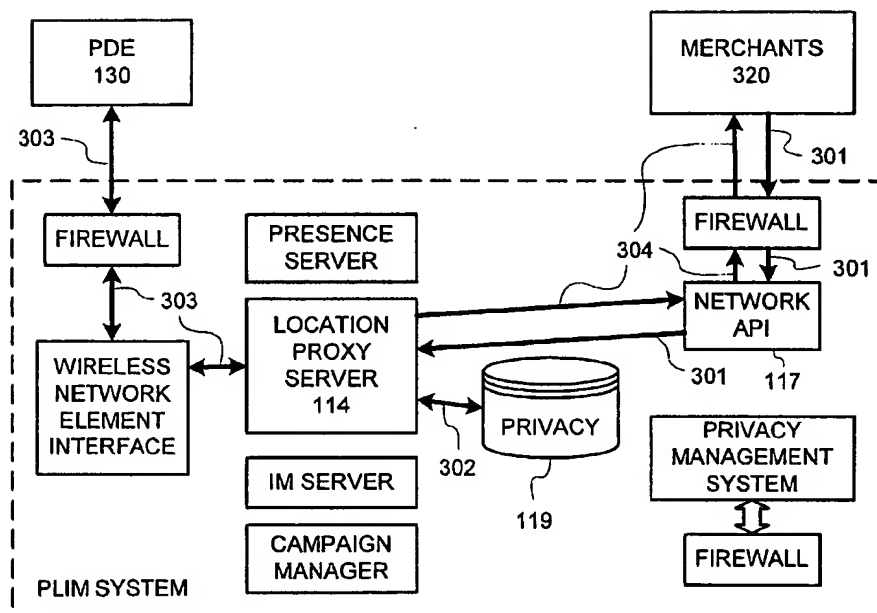 PDE
130
MERCHANTS
320
303
304
301
FIREWALL
FIREWALL
PRESENCE
SERVER
304
301
303
LOCATION
PROXY
SERVER
114
NETWORK
API
WIRELESS
NETWORK
ELEMENT
INTERFACE
301
117
302
PRIVACY
119
PRIVACY
MANAGEMENT
SYSTEM
IM SERVER
CAMPAIGN
MANAGER
FIREWALL
PLIM SYSTEM